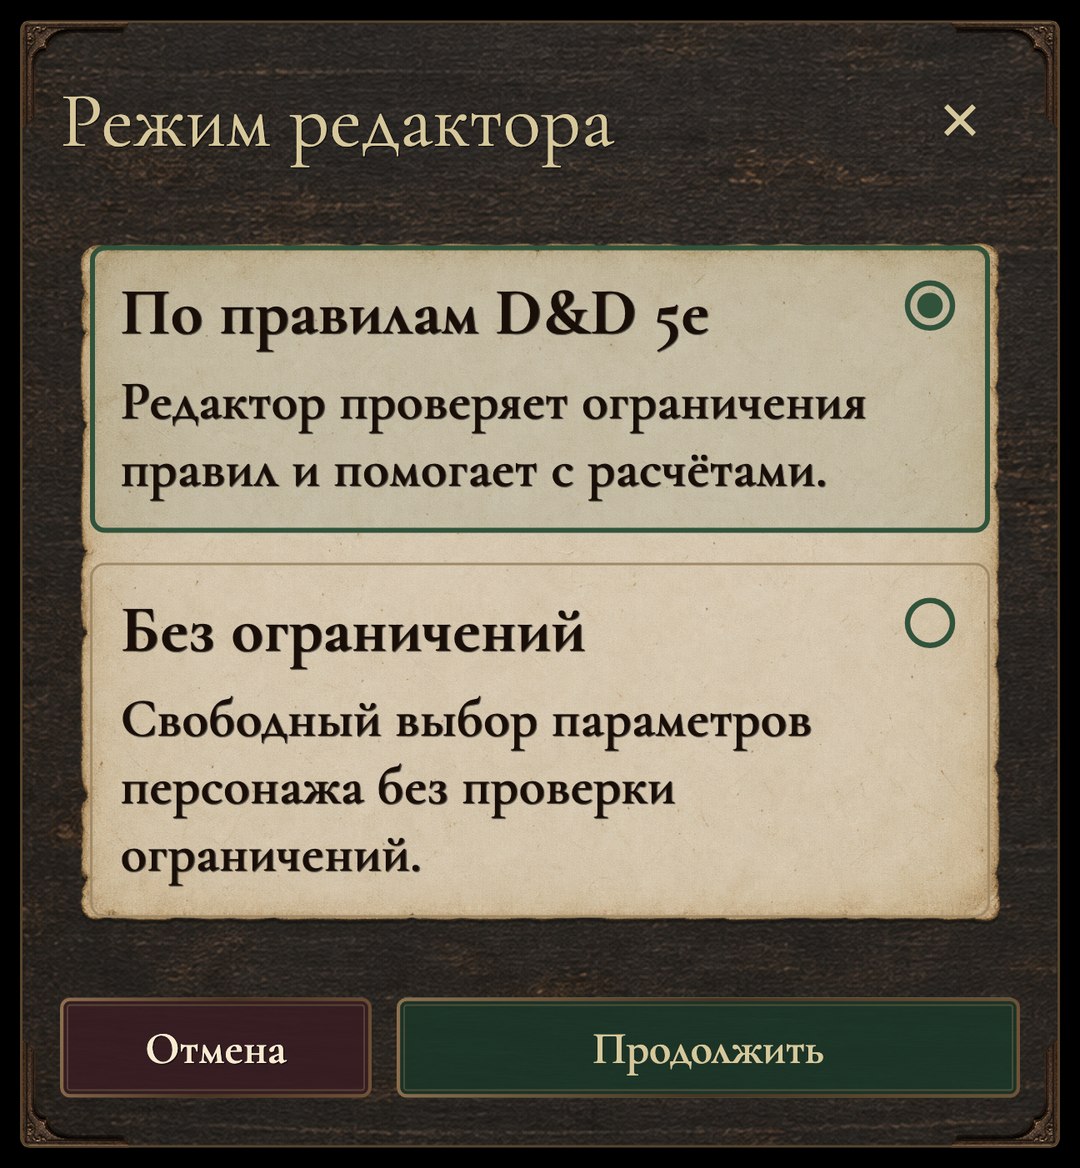 Режим редактора
По правилам D&D 5e
Редактор проверяет ограничения
правил и помогает с расчётами.
Без ограничений
Свободный выбор параметров
персонажа без проверки
ограничений.
Отмена
Продолжить